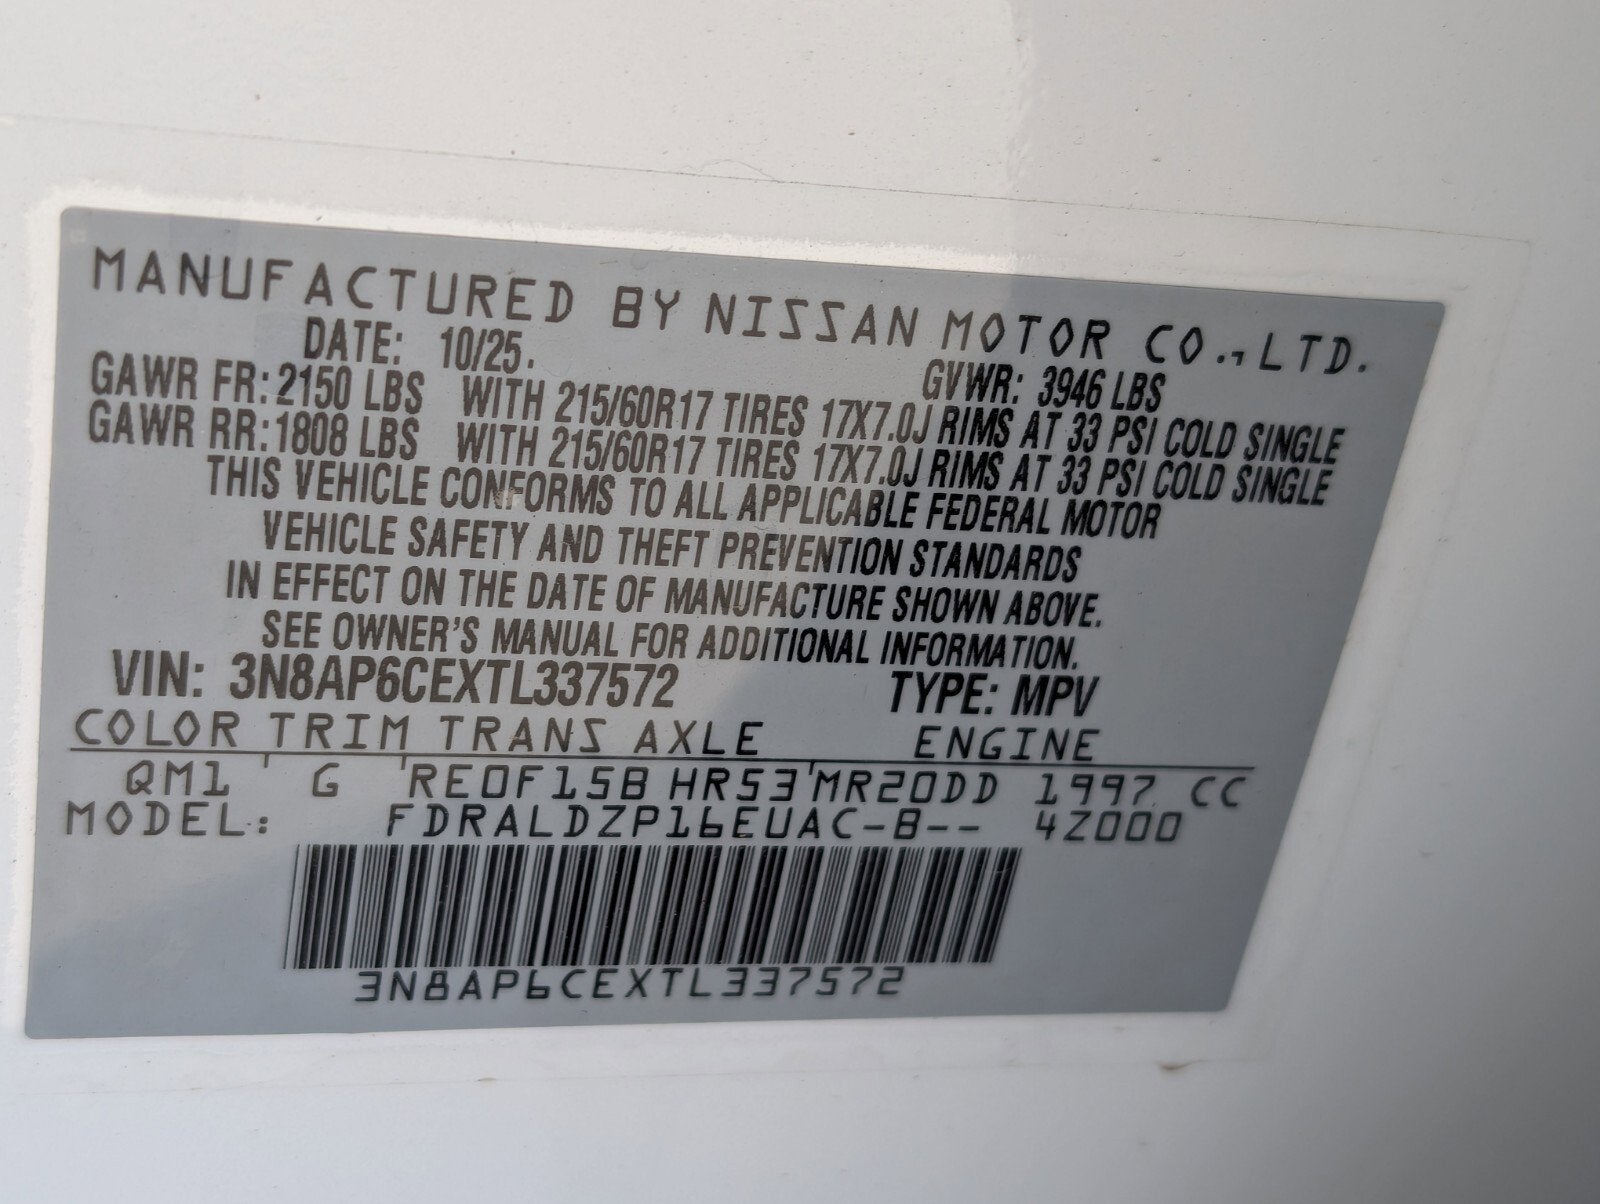 MANUFACTURED BY NISSAN MOTOR CO., LTD.
DATE: 10/25. GVWR: 3946 LBS
GAWR FR: 2150 LBS WITH 215/60R17 TIRES 17X7.0J RIMS AT 33 PSI COLD SINGLE
GAWR RR: 1808 LBS WITH 215/60R17 TIRES 17X7.0J RIMS AT 33 PSI COLD SINGLE
THIS VEHICLE CONFORMS TO ALL APPLICABLE FEDERAL MOTOR
VEHICLE SAFETY AND THEFT PREVENTION STANDARDS
IN EFFECT ON THE DATE OF MANUFACTURE SHOWN ABOVE.
SEE OWNER'S MANUAL FOR ADDITIONAL INFORMATION.
VIN: 3N8AP6CEXTL337572 TYPE: MPV
COLOR TRIM TRANS AXLE ENGINE
QM1 G RE0F15B HR53 MR20DD 1997 CC
MODEL: FDRALDZP16EUAC-B-- 4Z000
3N8AP6CEXTL337572